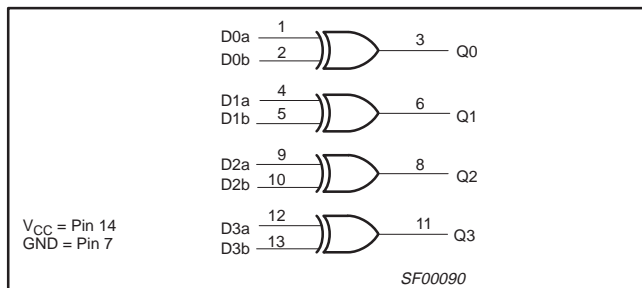 D0a 1
D0b 2
3 Q0
D1a 4
D1b 5
6 Q1
D2a 9
D2b 10
8 Q2
D3a 12
D3b 13
11 Q3
VCC = Pin 14
GND = Pin 7
SF00090